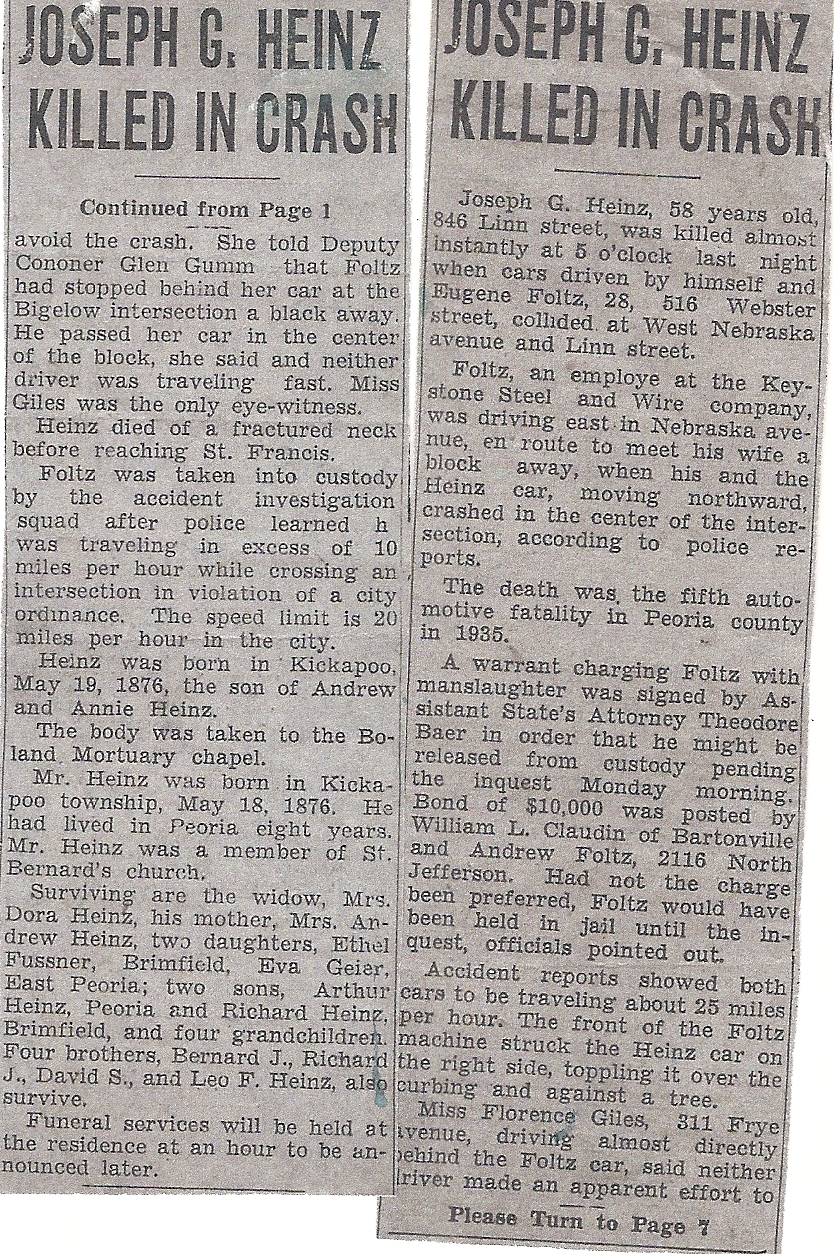 JOSEPH G. HEINZ
KILLED IN CRASH
Continued from Page 1
avoid the crash. She told Deputy
Cononer Glen Gumm that Foltz
had stopped behind her car at the
Bigelow intersection a black away.
He passed her car in the center
of the block, she said and neither
driver was traveling fast. Miss
Giles was the only eye-witness.
Heinz died of a fractured neck
before reaching St. Francis.
Foltz was taken into custody
by the accident investigation
squad after police learned h
was traveling in excess of 10
miles per hour while crossing an
intersection in violation of a city
ordinance. The speed limit is 20
miles per hour in the city.
Heinz was born in Kickapoo,
May 19, 1876, the son of Andrew
and Annie Heinz.
The body was taken to the Bo-
land Mortuary chapel.
Mr. Heinz was born in Kicka-
poo township, May 18, 1876. He
had lived in Peoria eight years.
Mr. Heinz was a member of St.
Bernard's church.
Surviving are the widow, Mrs.
Dora Heinz, his mother, Mrs. An-
drew Heinz, two daughters, Ethel
Fussner, Brimfield, Eva Geier,
East Peoria; two sons, Arthur
Heinz, Peoria and Richard Heinz,
Brimfield, and four grandchildren.
Four brothers, Bernard J., Richard
J., David S., and Leo F. Heinz, also
survive.
Funeral services will be held at
the residence at an hour to be an-
nounced later.
JOSEPH G. HEINZ
KILLED IN CRASH
Joseph G. Heinz, 58 years old,
846 Linn street, was killed almost
instantly at 5 o'clock last night
when cars driven by himself and
Eugene Foltz, 28, 516 Webster
street, collided at West Nebraska
avenue and Linn street.
Foltz, an employe at the Key-
stone Steel and Wire company,
was driving east in Nebraska ave-
nue, en route to meet his wife a
block away, when his and the
Heinz car, moving northward,
crashed in the center of the inter-
section, according to police re-
ports.
The death was the fifth auto-
motive fatality in Peoria county
in 1935.
A warrant charging Foltz with
manslaughter was signed by As-
sistant State's Attorney Theodore
Baer in order that he might be
released from custody pending
the inquest Monday morning.
Bond of $10,000 was posted by
William L. Claudin of Bartonville
and Andrew Foltz, 2116 North
Jefferson. Had not the charge
been preferred, Foltz would have
been held in jail until the in-
quest, officials pointed out.
Accident reports showed both
cars to be traveling about 25 miles
per hour. The front of the Foltz
machine struck the Heinz car on
the right side, toppling it over the
curbing and against a tree.
Miss Florence Giles, 311 Frye
avenue, driving almost directly
behind the Foltz car, said neither
driver made an apparent effort to
Please Turn to Page 7